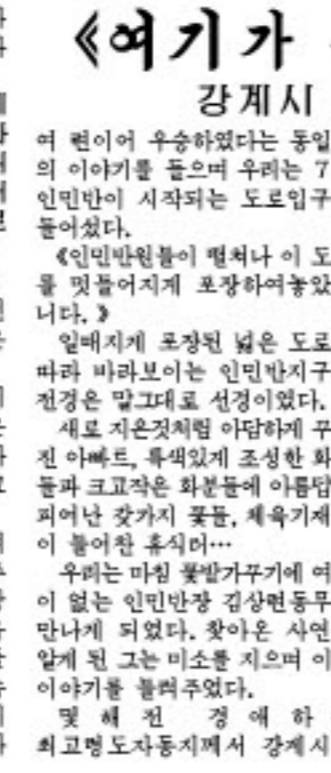 《여기가
강계시
여 련이어 우승하였다는 동일
의 이야기를 들으며 우리는 7
인민반이 시작되는 도로입구
들어섰다.
《인민반원들이 떨쳐나 이 도
를 멋들어지게 포장하여놓았
니다.》
일매지게 포장된 넓은 도로
따라 바라보이는 인민반지구
전경은 말그대로 선경이였다.
새로 지은것처럼 아담하게 꾸
진 아빠트, 특색있게 조성한 화
들과 크고작은 화분들에 아름답
피여난 갖가지 꽃들, 체육기재
이 들어찬 휴식터…
우리는 마침 꽃밭가꾸기에 여
이 없는 인민반장 김상련동무
만나게 되였다. 찾아온 사연
알게 된 그는 미소를 지으며 이
이야기를 들려주었다.
몇 해 전 경 애 하
최고령도자동지께서 강계시